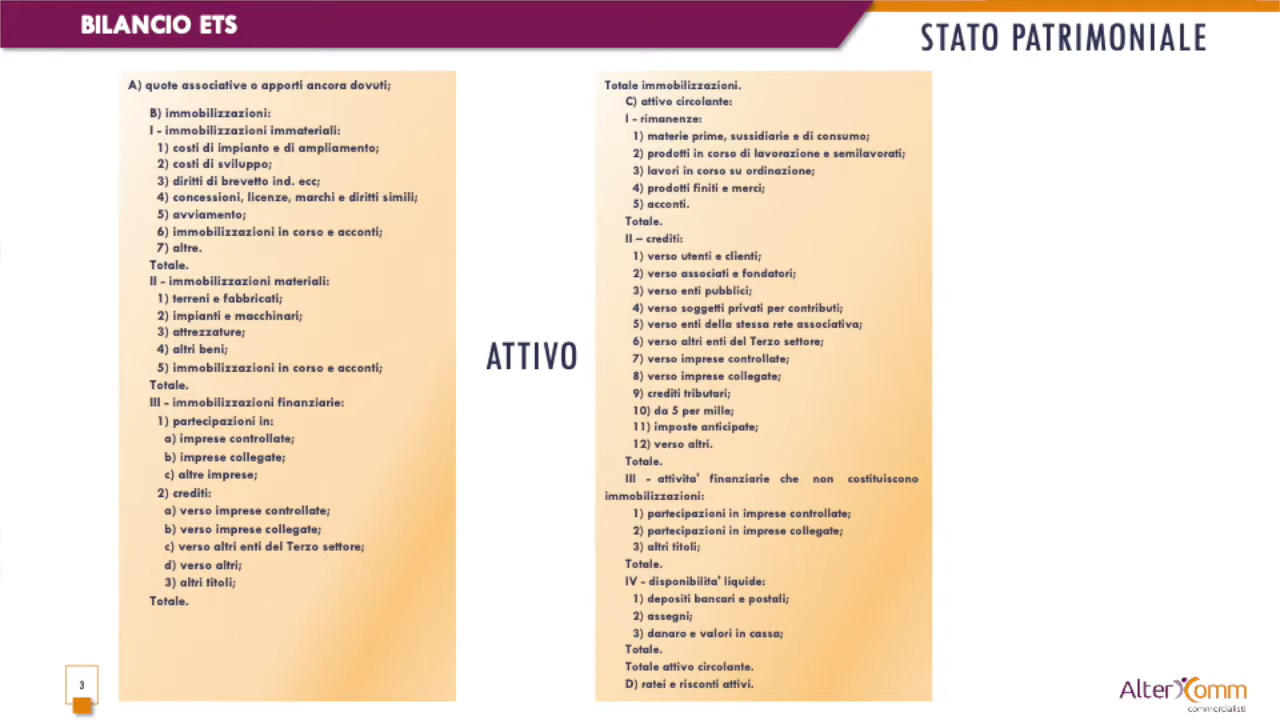 BILANCIO ETS
STATO PATRIMONIALE
A) quote associative o apporti ancora dovuti;
B) immobilizzazioni:
I - immobilizzazioni immateriali:
1) costi di impianto e di ampliamento;
2) costi di sviluppo;
3) diritti di brevetto ind. ecc;
4) concessioni, licenze, marchi e diritti simili;
5) avviamento;
6) immobilizzazioni in corso e acconti;
7) altre.
Totale.
II - immobilizzazioni materiali:
1) terreni e fabbricati;
2) impianti e macchinari;
3) attrezzature;
4) altri beni;
5) immobilizzazioni in corso e acconti;
Totale.
III - immobilizzazioni finanziarie:
1) partecipazioni in:
a) imprese controllate;
b) imprese collegate;
c) altre imprese;
2) crediti:
a) verso imprese controllate;
b) verso imprese collegate;
c) verso altri enti del Terzo settore;
d) verso altri;
3) altri titoli;
Totale.
ATTIVO
Totale immobilizzazioni.
C) attivo circolante:
I - rimanenze:
1) materie prime, sussidiarie e di consumo;
2) prodotti in corso di lavorazione e semilavorati;
3) lavori in corso su ordinazione;
4) prodotti finiti e merci;
5) acconti.
Totale.
II – crediti:
1) verso utenti e clienti;
2) verso associati e fondatori;
3) verso enti pubblici;
4) verso soggetti privati per contributi;
5) verso enti della stessa rete associativa;
6) verso altri enti del Terzo settore;
7) verso imprese controllate;
8) verso imprese collegate;
9) crediti tributari;
10) da 5 per mille;
11) imposte anticipate;
12) verso altri.
Totale.
III - attivita' finanziarie che non costituiscono
immobilizzazioni:
1) partecipazioni in imprese controllate;
2) partecipazioni in imprese collegate;
3) altri titoli;
Totale.
IV - disponibilita' liquide:
1) depositi bancari e postali;
2) assegni;
3) danaro e valori in cassa;
Totale.
Totale attivo circolante.
D) ratei e risconti attivi.
3
AlterXomm
commercialisti